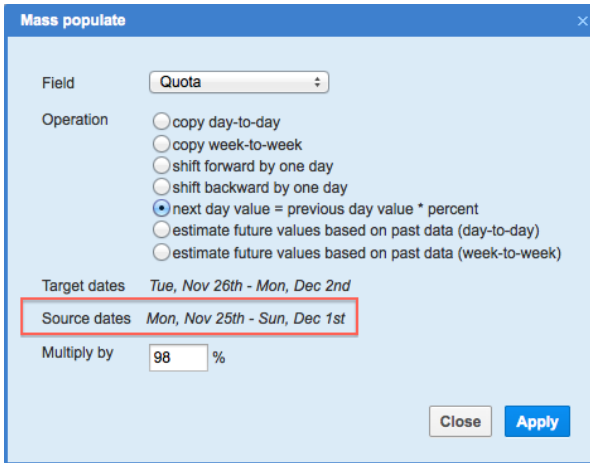 Mass populate ×
Field Quota
Operation copy day-to-day
copy week-to-week
shift forward by one day
shift backward by one day
next day value = previous day value * percent
estimate future values based on past data (day-to-day)
estimate future values based on past data (week-to-week)
Target dates Tue, Nov 26th - Mon, Dec 2nd
Source dates Mon, Nov 25th - Sun, Dec 1st
Multiply by 98 %
Close Apply